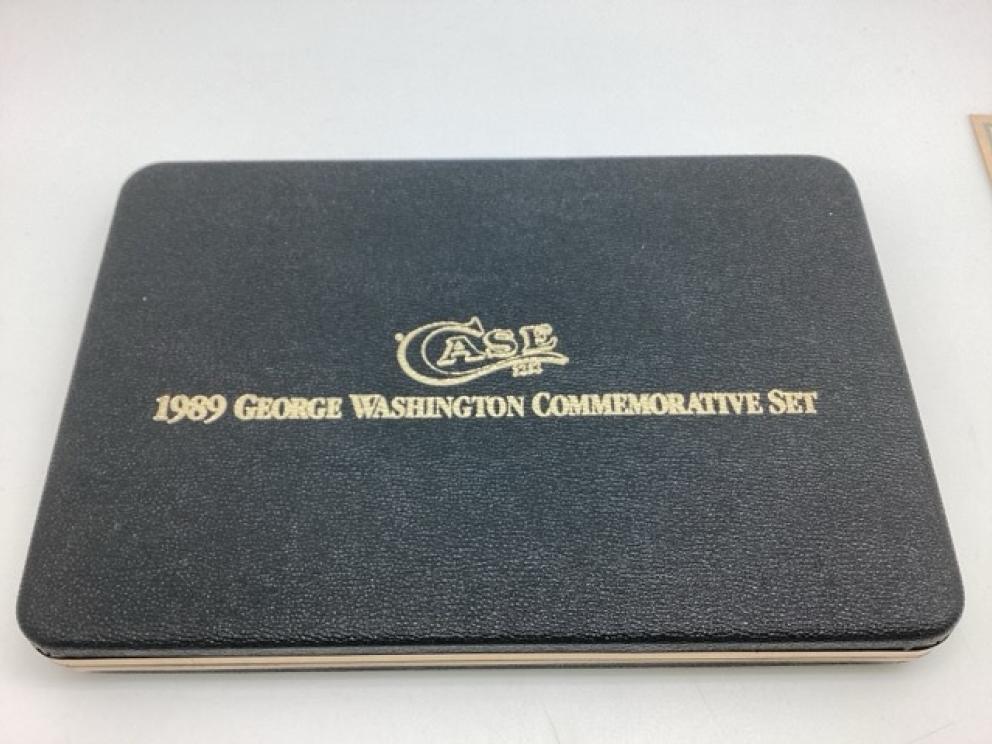 CASE
1989 GEORGE WASHINGTON COMMEMORATIVE SET